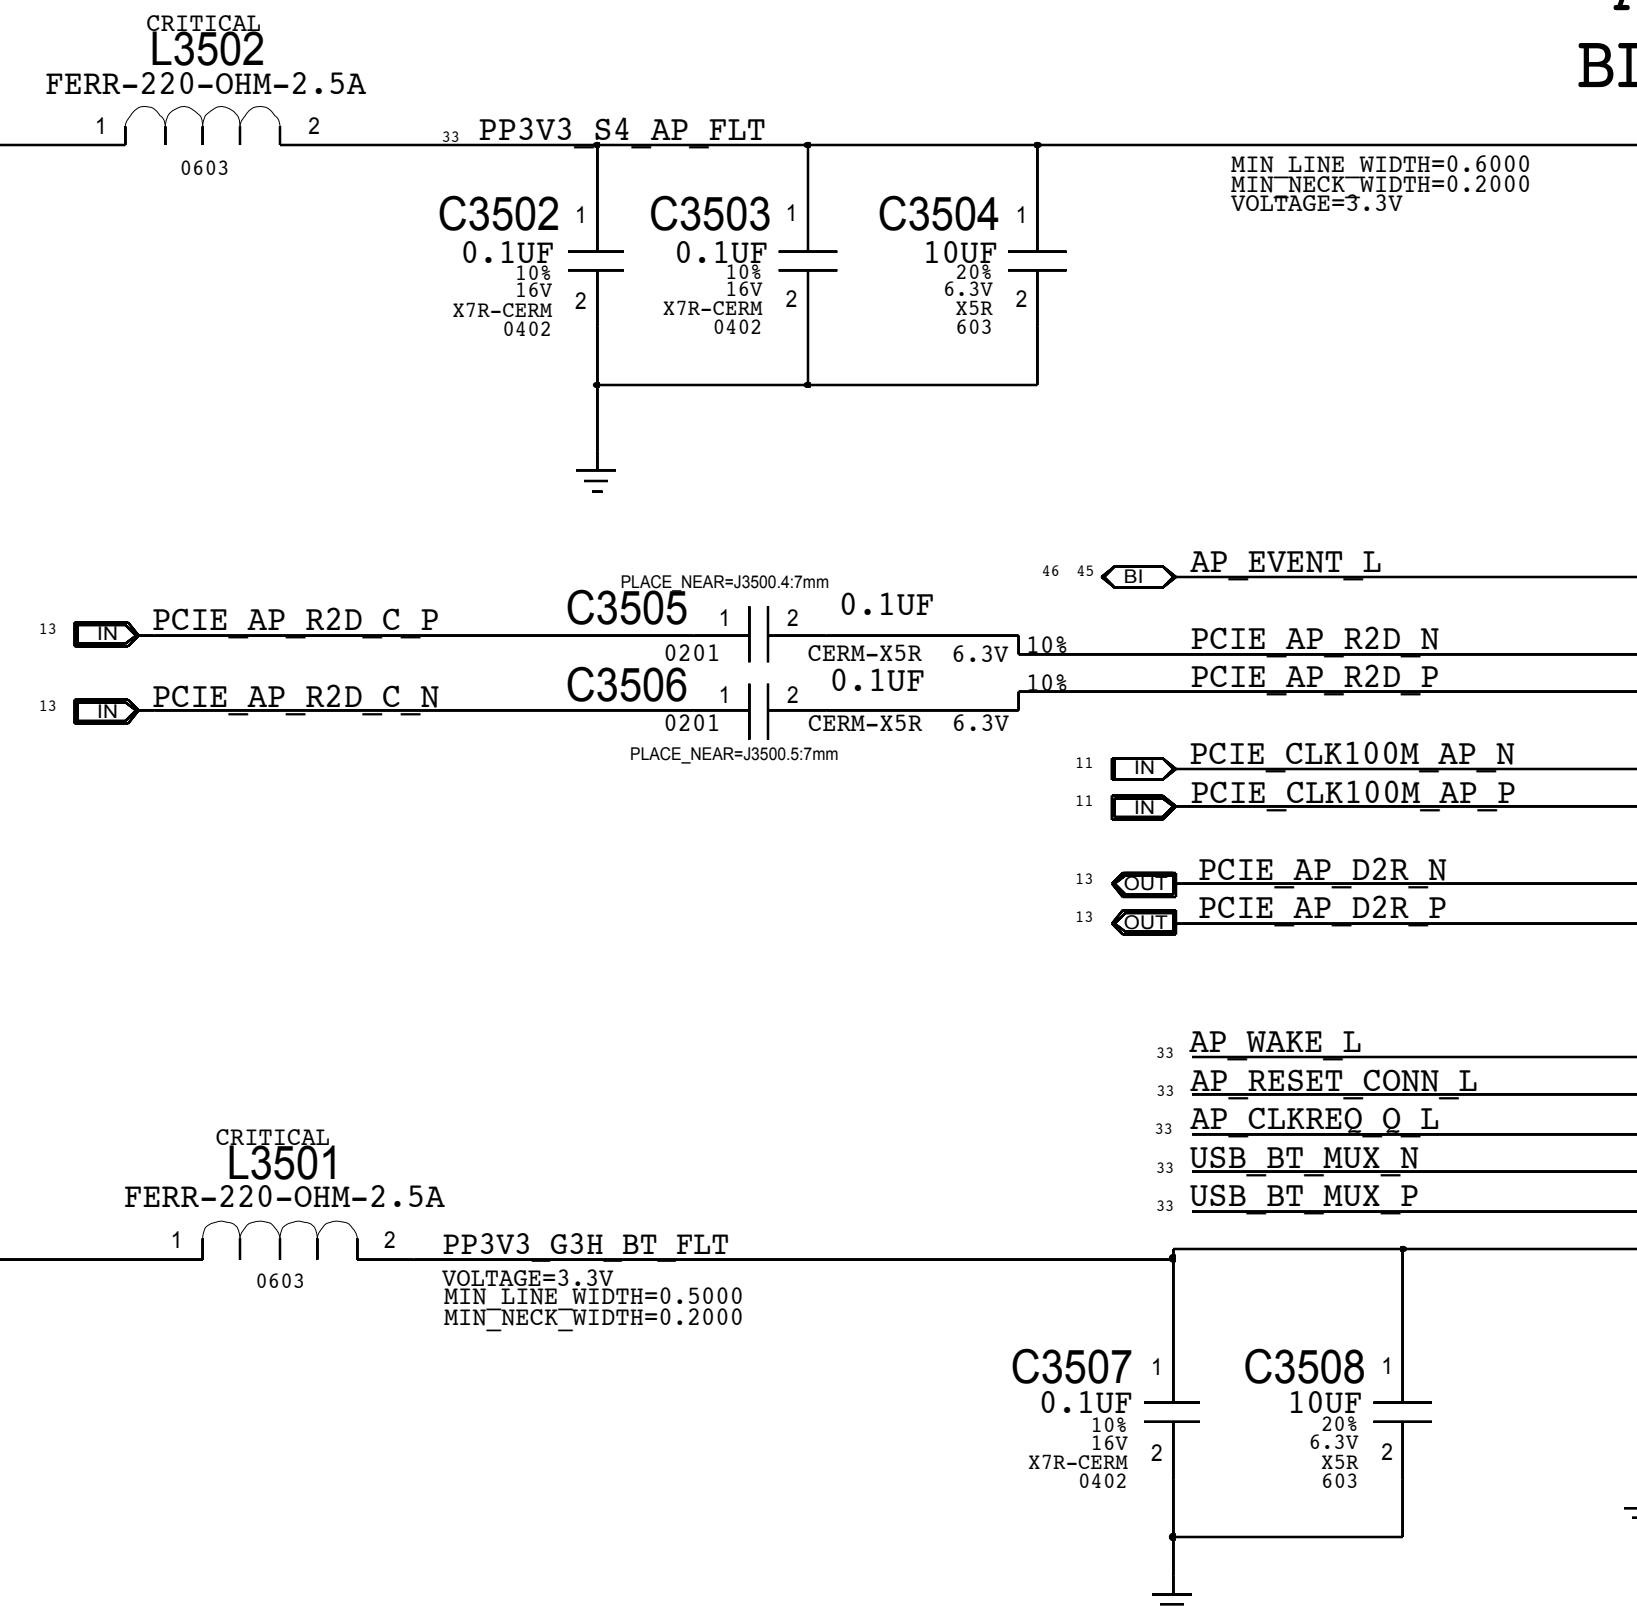 CRITICAL
L3502
FERR-220-OHM-2.5A
1 2
0603
33 PP3V3_S4_AP_FLT
BI
MIN_LINE_WIDTH=0.6000
MIN_NECK_WIDTH=0.2000
VOLTAGE=3.3V
C3502 1
0.1UF
10%
16V
X7R-CERM
0402
2
C3503 1
0.1UF
10%
16V
X7R-CERM
0402
2
C3504 1
10UF
20%
6.3V
X5R
603
2
46 45 BI AP_EVENT_L
PLACE_NEAR=J3500.4:7mm
13 IN PCIE_AP_R2D_C_P
C3505 1 2 0.1UF
0201 CERM-X5R 6.3V 10%
PCIE_AP_R2D_N
13 IN PCIE_AP_R2D_C_N
C3506 1 2 0.1UF
0201 CERM-X5R 6.3V 10%
PCIE_AP_R2D_P
PLACE_NEAR=J3500.5:7mm
11 IN PCIE_CLK100M_AP_N
11 IN PCIE_CLK100M_AP_P
13 OUT PCIE_AP_D2R_N
13 OUT PCIE_AP_D2R_P
33 AP_WAKE_L
33 AP_RESET_CONN_L
33 AP_CLKREQ_Q_L
33 USB_BT_MUX_N
33 USB_BT_MUX_P
CRITICAL
L3501
FERR-220-OHM-2.5A
1 2
0603
PP3V3_G3H_BT_FLT
VOLTAGE=3.3V
MIN_LINE_WIDTH=0.5000
MIN_NECK_WIDTH=0.2000
C3507 1
0.1UF
10%
16V
X7R-CERM
0402
2
C3508 1
10UF
20%
6.3V
X5R
603
2